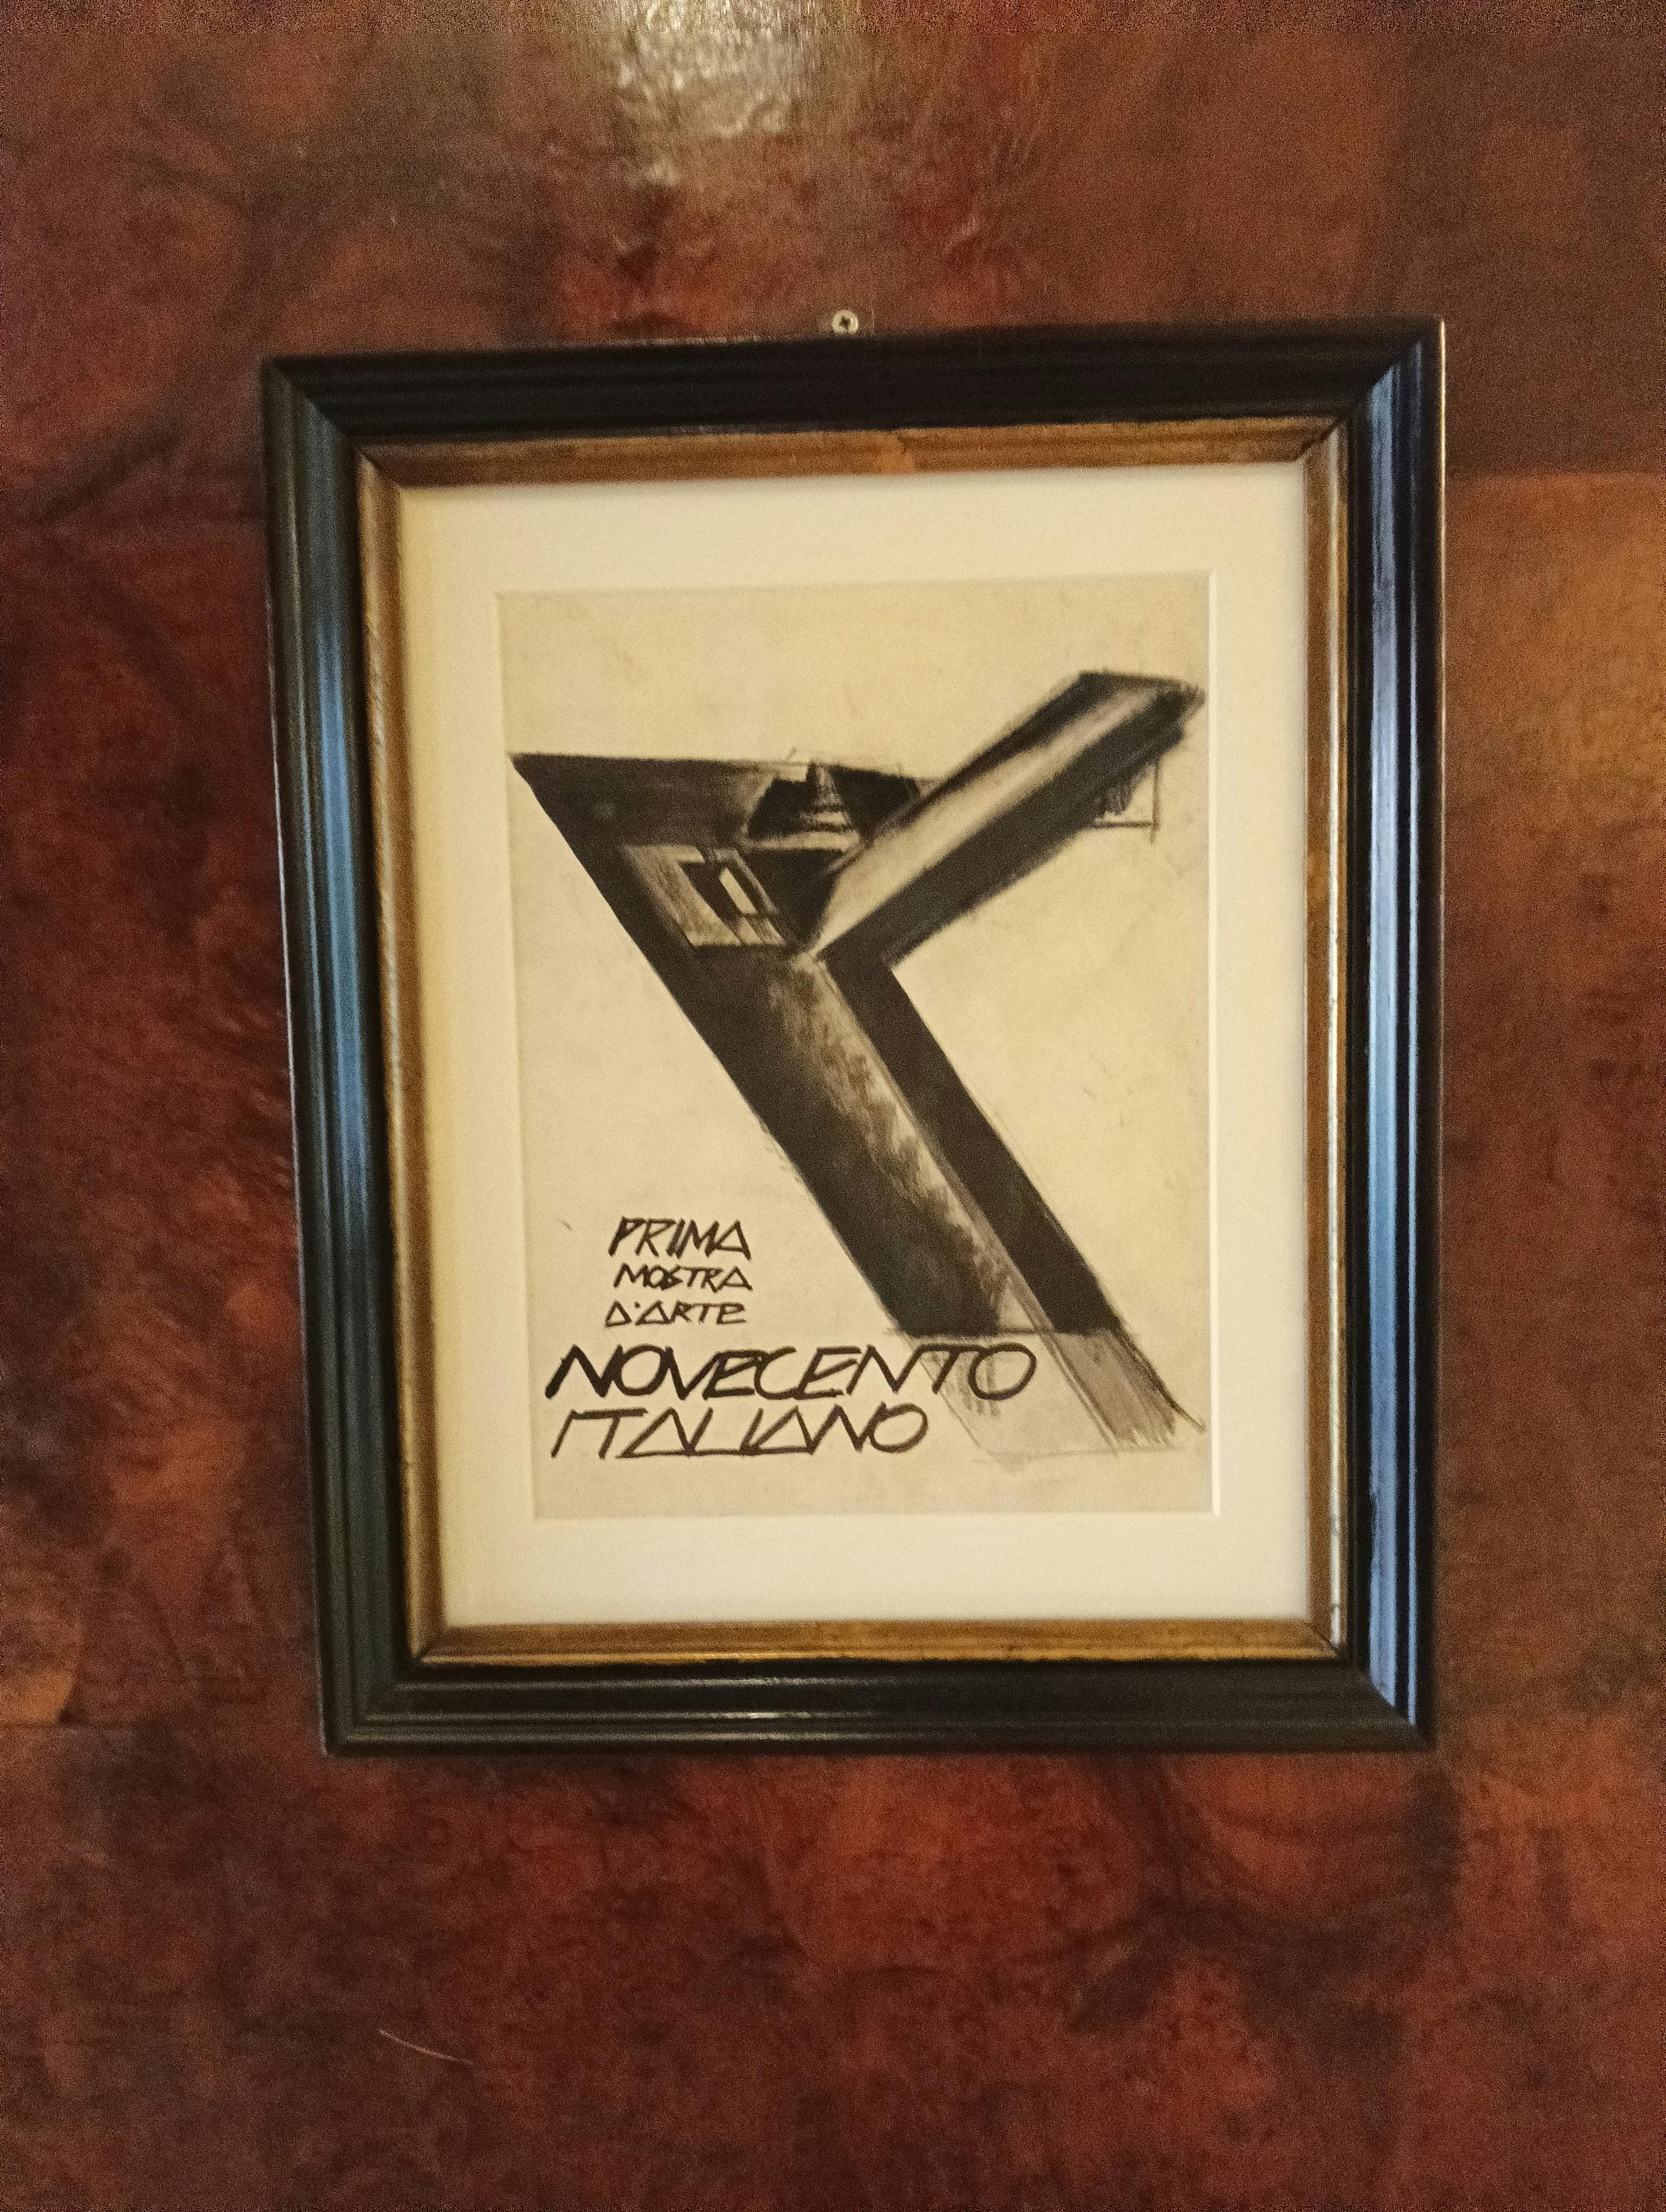 PRIMA
MOSTRA
D'ARTE
NOVECENTO
ITALIANO